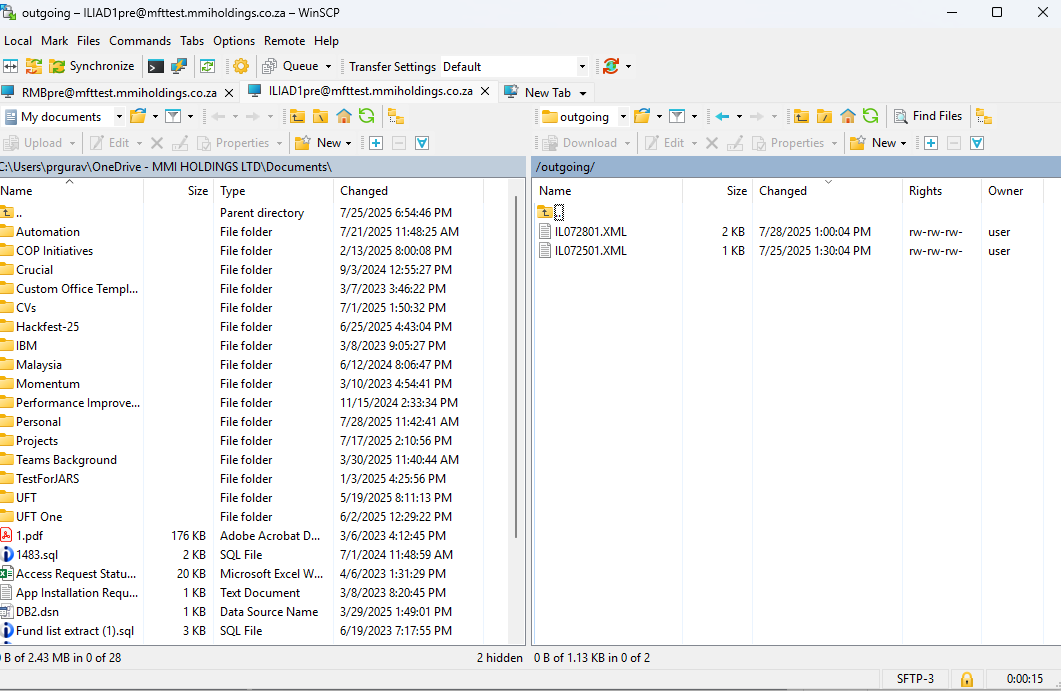 outgoing – ILIAD1pre@mfttest.mmiholdings.co.za – WinSCP
Local Mark Files Commands Tabs Options Remote Help
Synchronize Queue Transfer Settings Default
RMBpre@mfttest.mmiholdings.co.za ILIAD1pre@mfttest.mmiholdings.co.za New Tab
My documents outgoing Find Files
Upload Edit Properties New Download Edit Properties New
C:\Users\prgurav\OneDrive - MMI HOLDINGS LTD\Documents\ /outgoing/
Name Size Type Changed Name Size Changed Rights Owner
.. Parent directory 7/25/2025 6:54:46 PM ..
Automation File folder 7/21/2025 11:48:25 AM IL072801.XML 2 KB 7/28/2025 1:00:04 PM rw-rw-rw- user
COP Initiatives File folder 2/13/2025 8:00:08 PM IL072501.XML 1 KB 7/25/2025 1:30:04 PM rw-rw-rw- user
Crucial File folder 9/3/2024 12:55:27 PM
Custom Office Templ... File folder 3/7/2023 3:46:22 PM
CVs File folder 7/1/2025 1:50:32 PM
Hackfest-25 File folder 6/25/2025 4:43:04 PM
IBM File folder 3/8/2023 9:05:27 PM
Malaysia File folder 6/12/2024 8:06:47 PM
Momentum File folder 3/10/2023 4:54:41 PM
Performance Improve... File folder 11/15/2024 2:33:34 PM
Personal File folder 7/28/2025 11:42:41 AM
Projects File folder 7/17/2025 2:10:56 PM
Teams Background File folder 3/30/2025 11:40:44 AM
TestForJARS File folder 1/3/2025 4:25:56 PM
UFT File folder 5/19/2025 8:11:13 PM
UFT One File folder 6/2/2025 12:29:22 PM
1.pdf 176 KB Adobe Acrobat D... 3/6/2023 4:12:45 PM
1483.sql 2 KB SQL File 7/1/2024 11:48:59 AM
Access Request Statu... 20 KB Microsoft Excel W... 4/6/2023 1:31:29 PM
App Installation Requ... 1 KB Text Document 3/8/2023 8:20:45 PM
DB2.dsn 1 KB Data Source Name 3/29/2025 1:49:01 PM
Fund list extract (1).sql 3 KB SQL File 6/19/2023 7:17:55 PM
0 B of 2.43 MB in 0 of 28 2 hidden 0 B of 1.13 KB in 0 of 2
SFTP-3 0:00:15